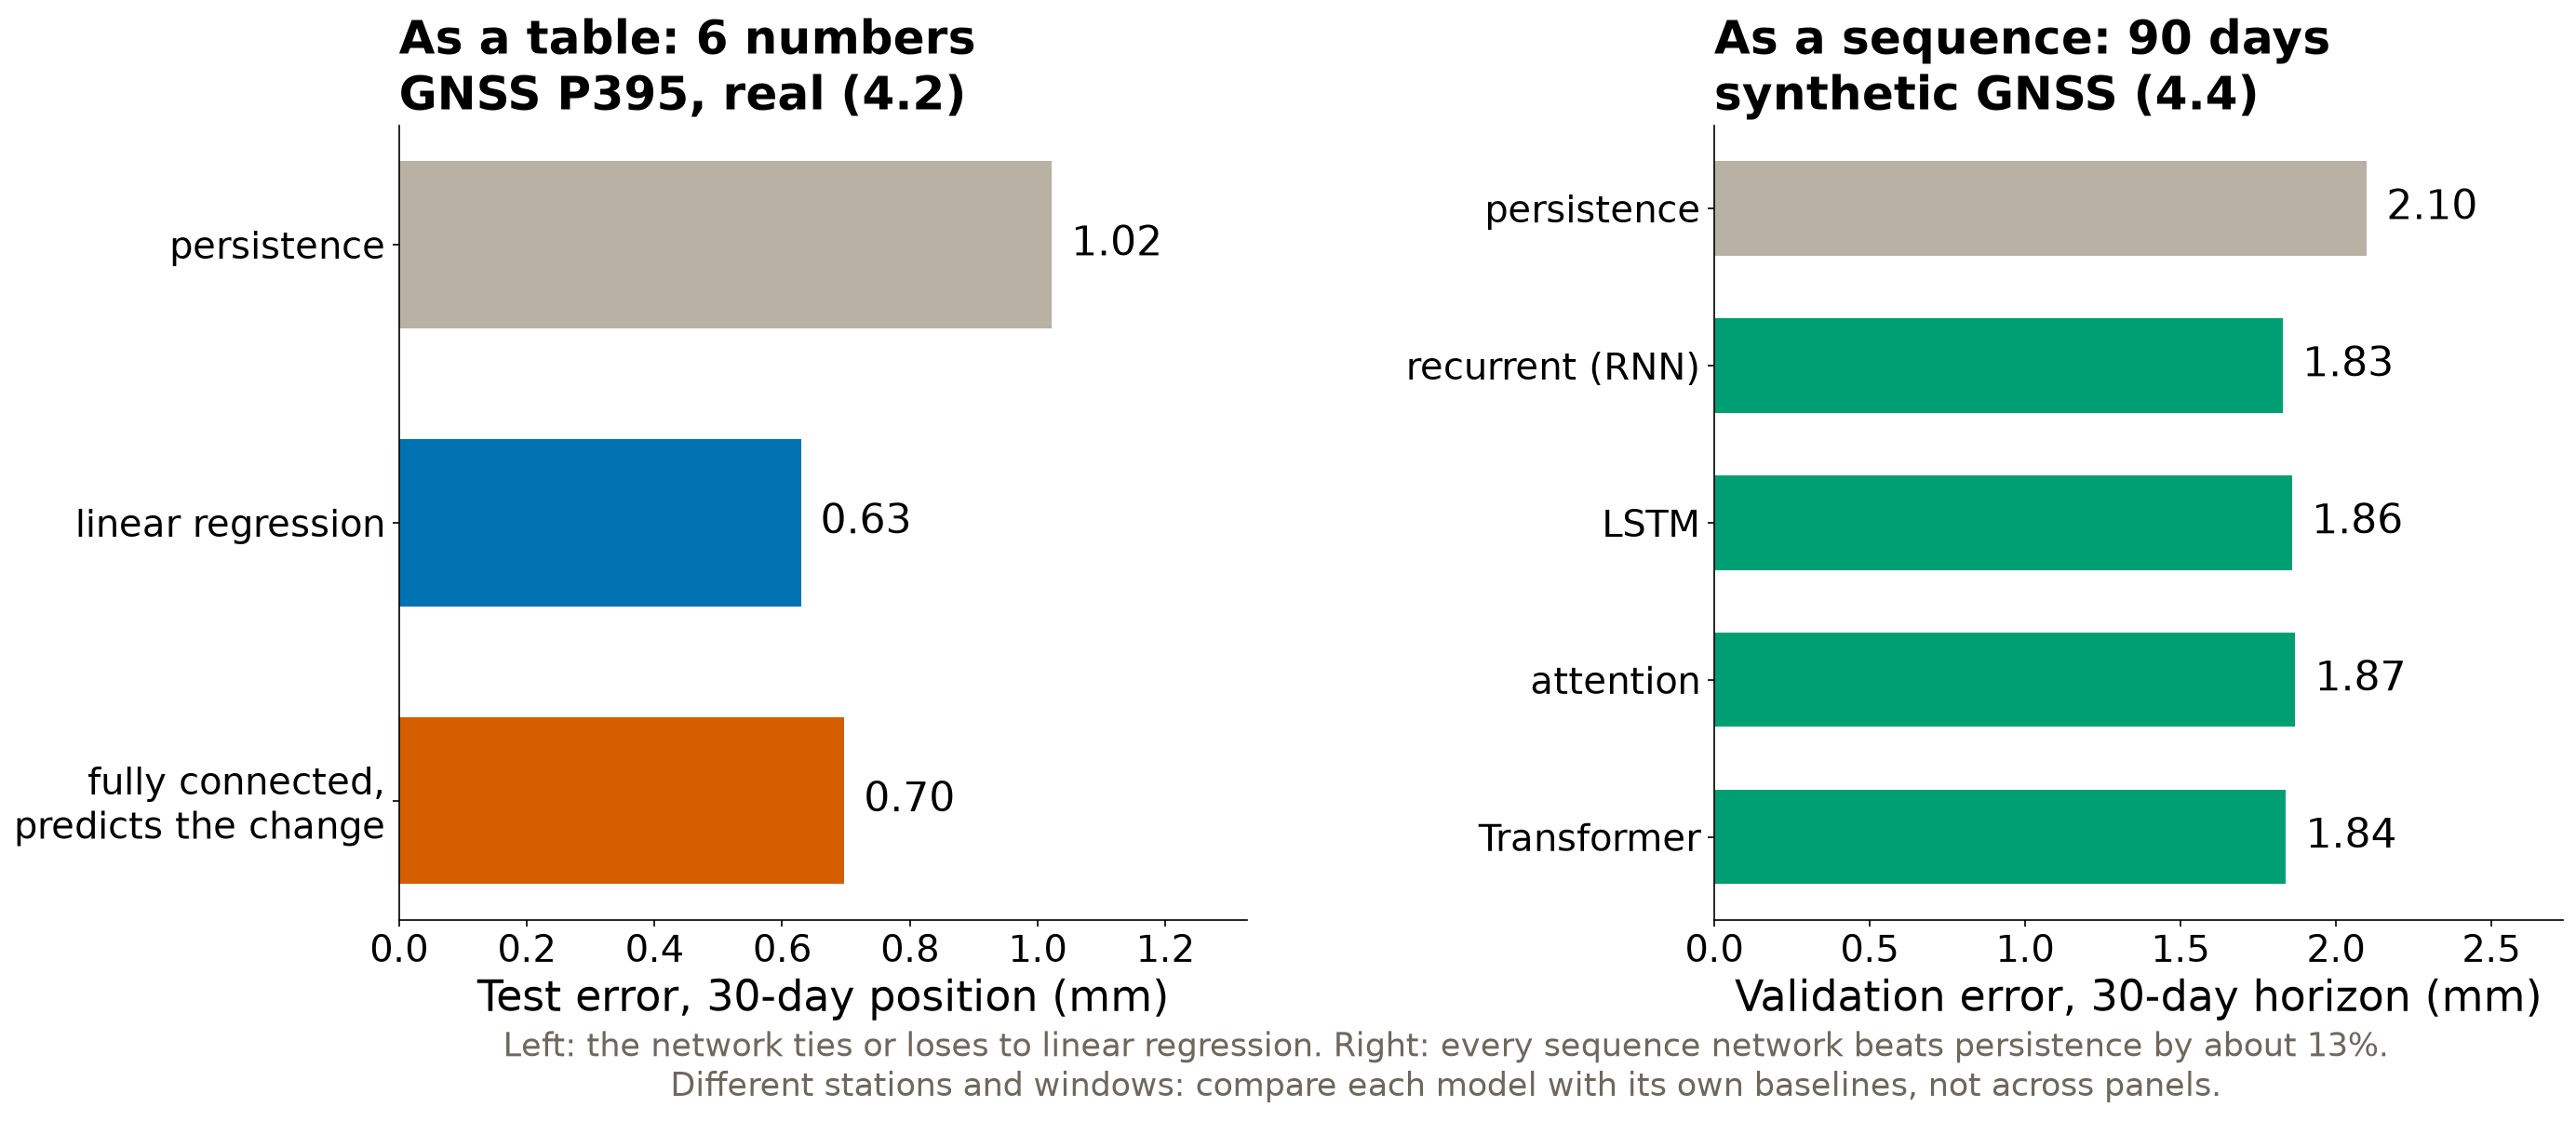 As a table: 6 numbers
GNSS P395, real (4.2)
persistence
1.02
linear regression
0.63
fully connected,
predicts the change
0.70
0.0 0.2 0.4 0.6 0.8 1.0 1.2
Test error, 30-day position (mm)
As a sequence: 90 days
synthetic GNSS (4.4)
persistence
2.10
recurrent (RNN)
1.83
LSTM
1.86
attention
1.87
Transformer
1.84
0.0 0.5 1.0 1.5 2.0 2.5
Validation error, 30-day horizon (mm)
Left: the network ties or loses to linear regression. Right: every sequence network beats persistence by about 13%.
Different stations and windows: compare each model with its own baselines, not across panels.